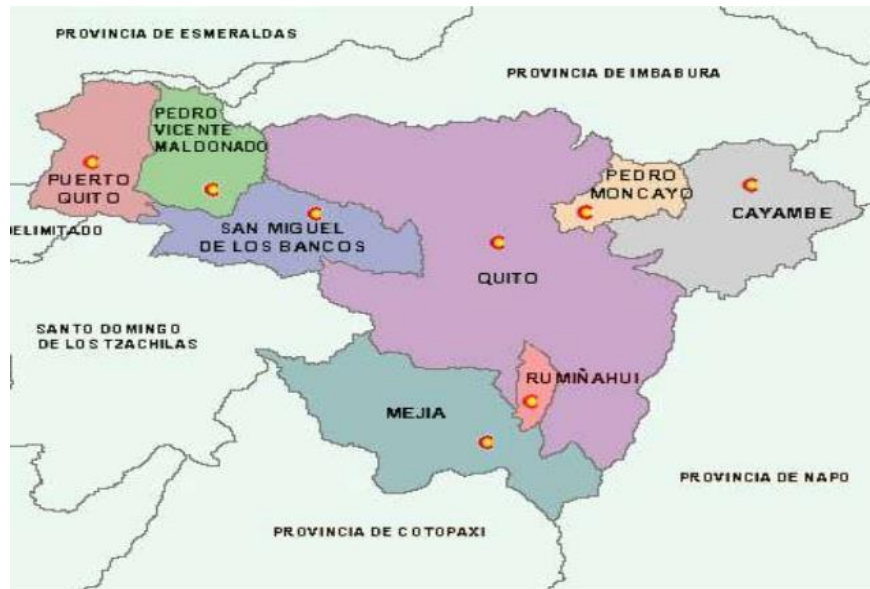 PROVINCIA DE ESMERALDAS
PROVINCIA DE IMBABURA
PEDRO
VICENTE
MALDONADO
PUERTO
QUITO
PEDRO
MONCAYO
CAYAMBE
SAN MIGUEL
DE LOS BANCOS
ELIMITADO
QUITO
SANTO DOMINGO
DE LOS TZACHILAS
RUMIÑAHUI
MEJIA
PROVINCIA DE NAPO
PROVINCIA DE COTOPAXI
C
C
C
C
C
C
C
C